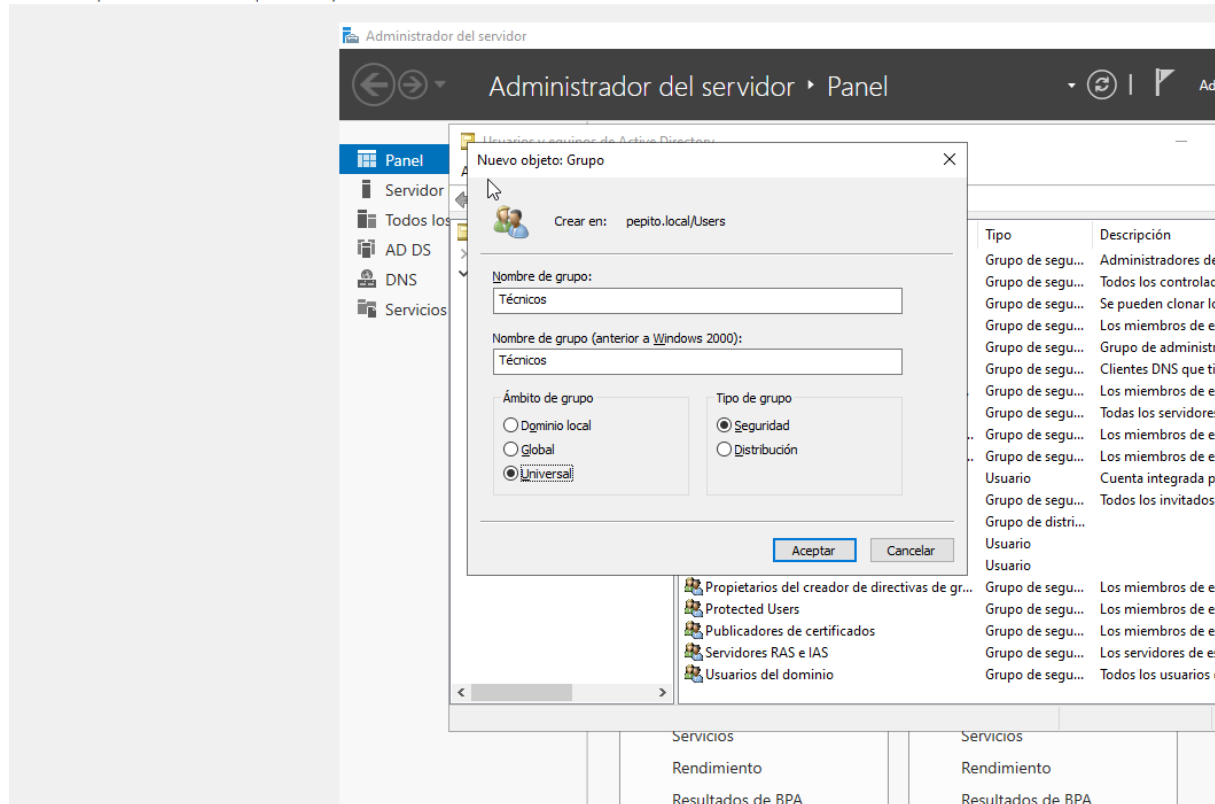 Administrador del servidor
Administrador del servidor ‣ Panel
Panel
Servidor
Todos los
AD DS
DNS
Servicios
Usuarios y equipos de Active Directory
Nuevo objeto: Grupo
Crear en: pepito.local/Users
Nombre de grupo:
Técnicos
Nombre de grupo (anterior a Windows 2000):
Técnicos
Ámbito de grupo
Dominio local
Global
Universal
Tipo de grupo
Seguridad
Distribución
Aceptar Cancelar
Tipo Descripción
Grupo de segu... Administradores de
Grupo de segu... Todos los controlad
Grupo de segu... Se pueden clonar lo
Grupo de segu... Los miembros de e
Grupo de segu... Grupo de administr
Grupo de segu... Clientes DNS que ti
Grupo de segu... Los miembros de e
Grupo de segu... Todas los servidores
Grupo de segu... Los miembros de e
Grupo de segu... Los miembros de e
Usuario Cuenta integrada p
Grupo de segu... Todos los invitados
Grupo de distri...
Usuario
Usuario
Propietarios del creador de directivas de gr... Grupo de segu... Los miembros de e
Protected Users Grupo de segu... Los miembros de e
Publicadores de certificados Grupo de segu... Los miembros de e
Servidores RAS e IAS Grupo de segu... Los servidores de e
Usuarios del dominio Grupo de segu... Todos los usuarios
Servicios Servicios
Rendimiento Rendimiento
Resultados de BPA Resultados de BPA